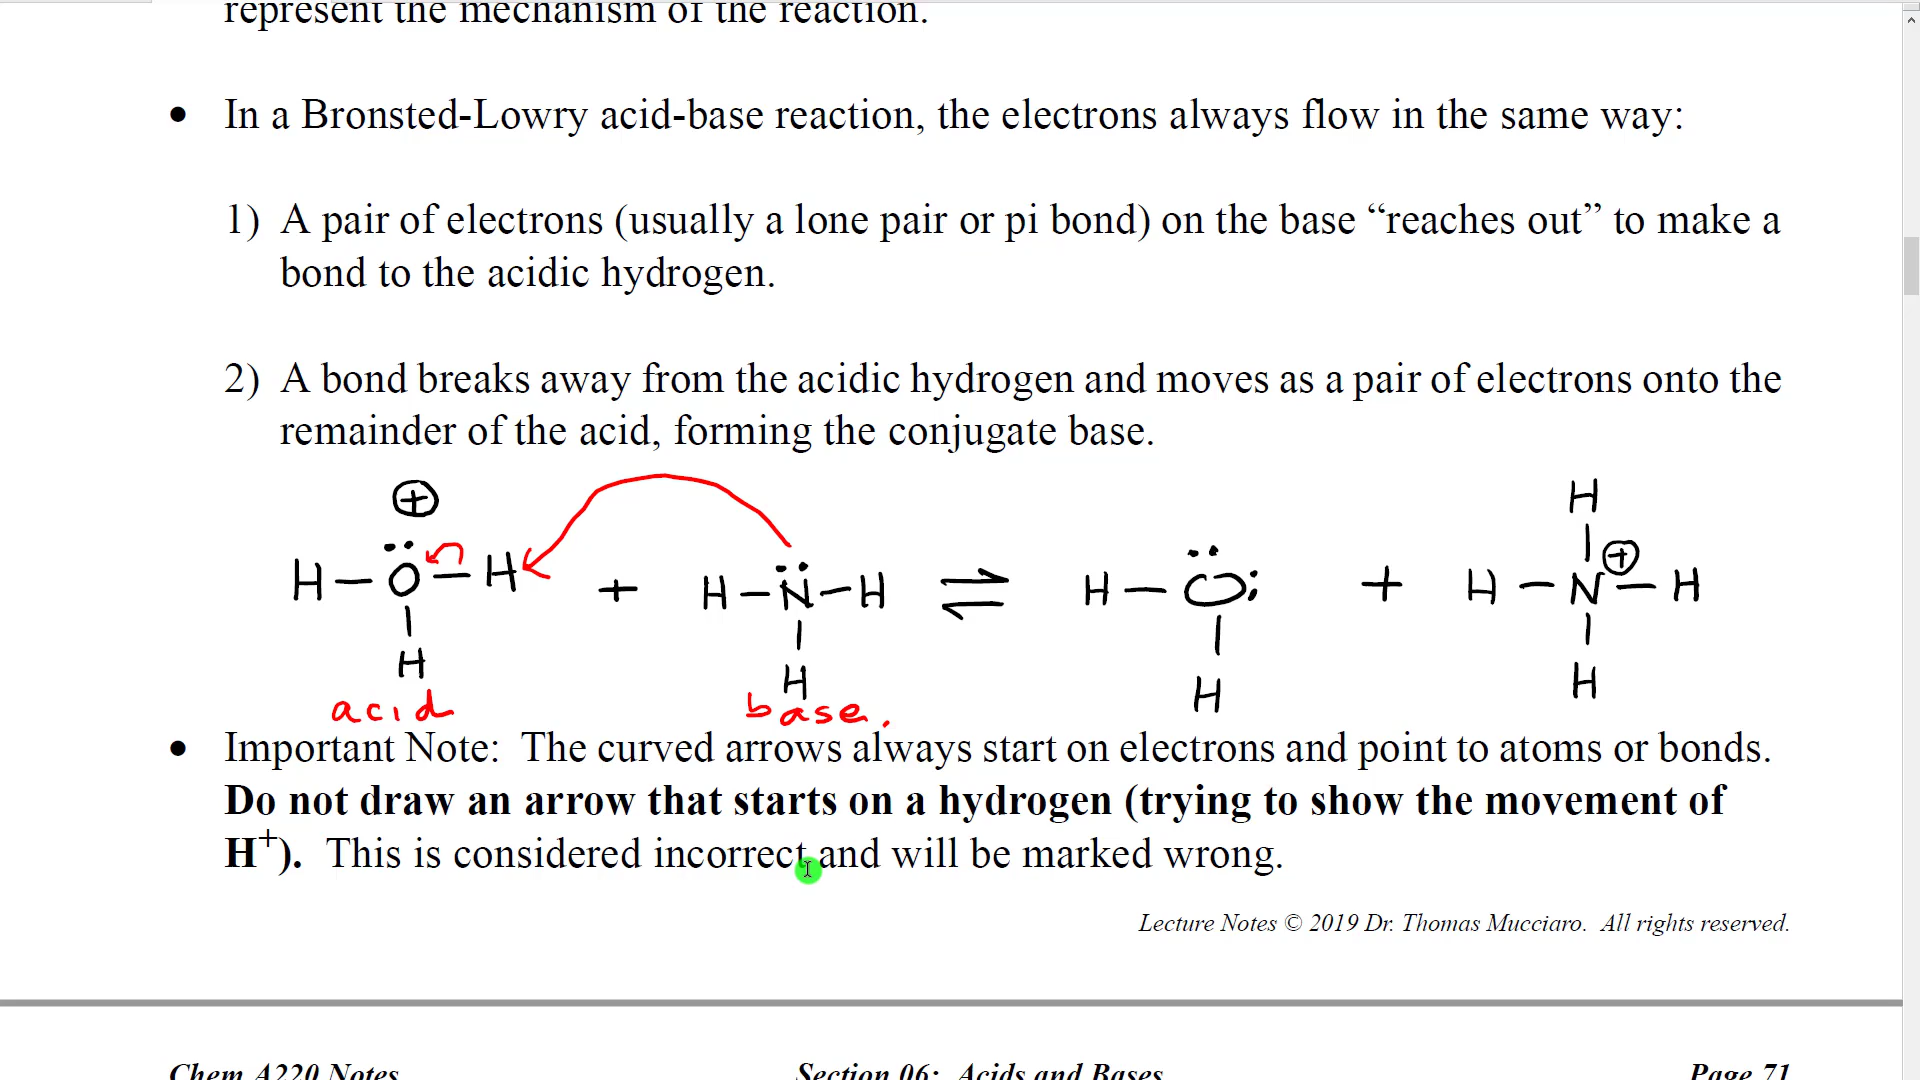 represent the mechanism of the reaction.
• In a Bronsted-Lowry acid-base reaction, the electrons always flow in the same way:
1) A pair of electrons (usually a lone pair or pi bond) on the base “reaches out” to make a
bond to the acidic hydrogen.
2) A bond breaks away from the acidic hydrogen and moves as a pair of electrons onto the
remainder of the acid, forming the conjugate base.
⊕ H
H–Ö–H + H–N̈–H ⇌ H–Ö: + H–N⊕–H
H H H H
acid base.
• Important Note: The curved arrows always start on electrons and point to atoms or bonds.
Do not draw an arrow that starts on a hydrogen (trying to show the movement of
H⁺). This is considered incorrect and will be marked wrong.
Lecture Notes © 2019 Dr. Thomas Mucciaro. All rights reserved.
Chem A220 Notes Section 06: Acids and Bases Page 71